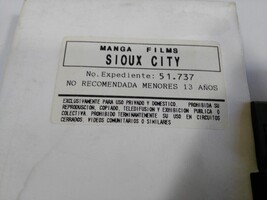 MANGA FILMS
SIOUX CITY
No. Expediente: 51.737
NO RECOMENDADA MENORES 13 AÑOS
EXCLUSIVAMENTE PARA USO PRIVADO Y DOMESTICO. PROHIBIDA SU
REPRODUCCION, COPIADO, TELEDIFUSION Y EXHIBICION PUBLICA O
COLECTIVA. PROHIBIDO TERMINANTEMENTE SU USO EN CIRCUITOS
CERRADOS, VIDEOS COMUNITARIOS O SIMILARES